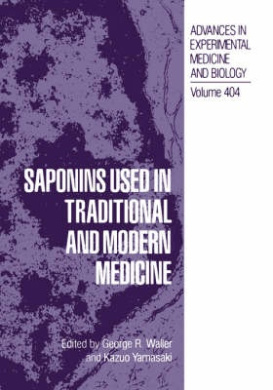 ADVANCES IN
EXPERIMENTAL
MEDICINE
AND BIOLOGY
Volume 404
SAPONINS USED IN
TRADITIONAL
AND MODERN
MEDICINE
Edited by George R. Waller
and Kazuo Yamasaki